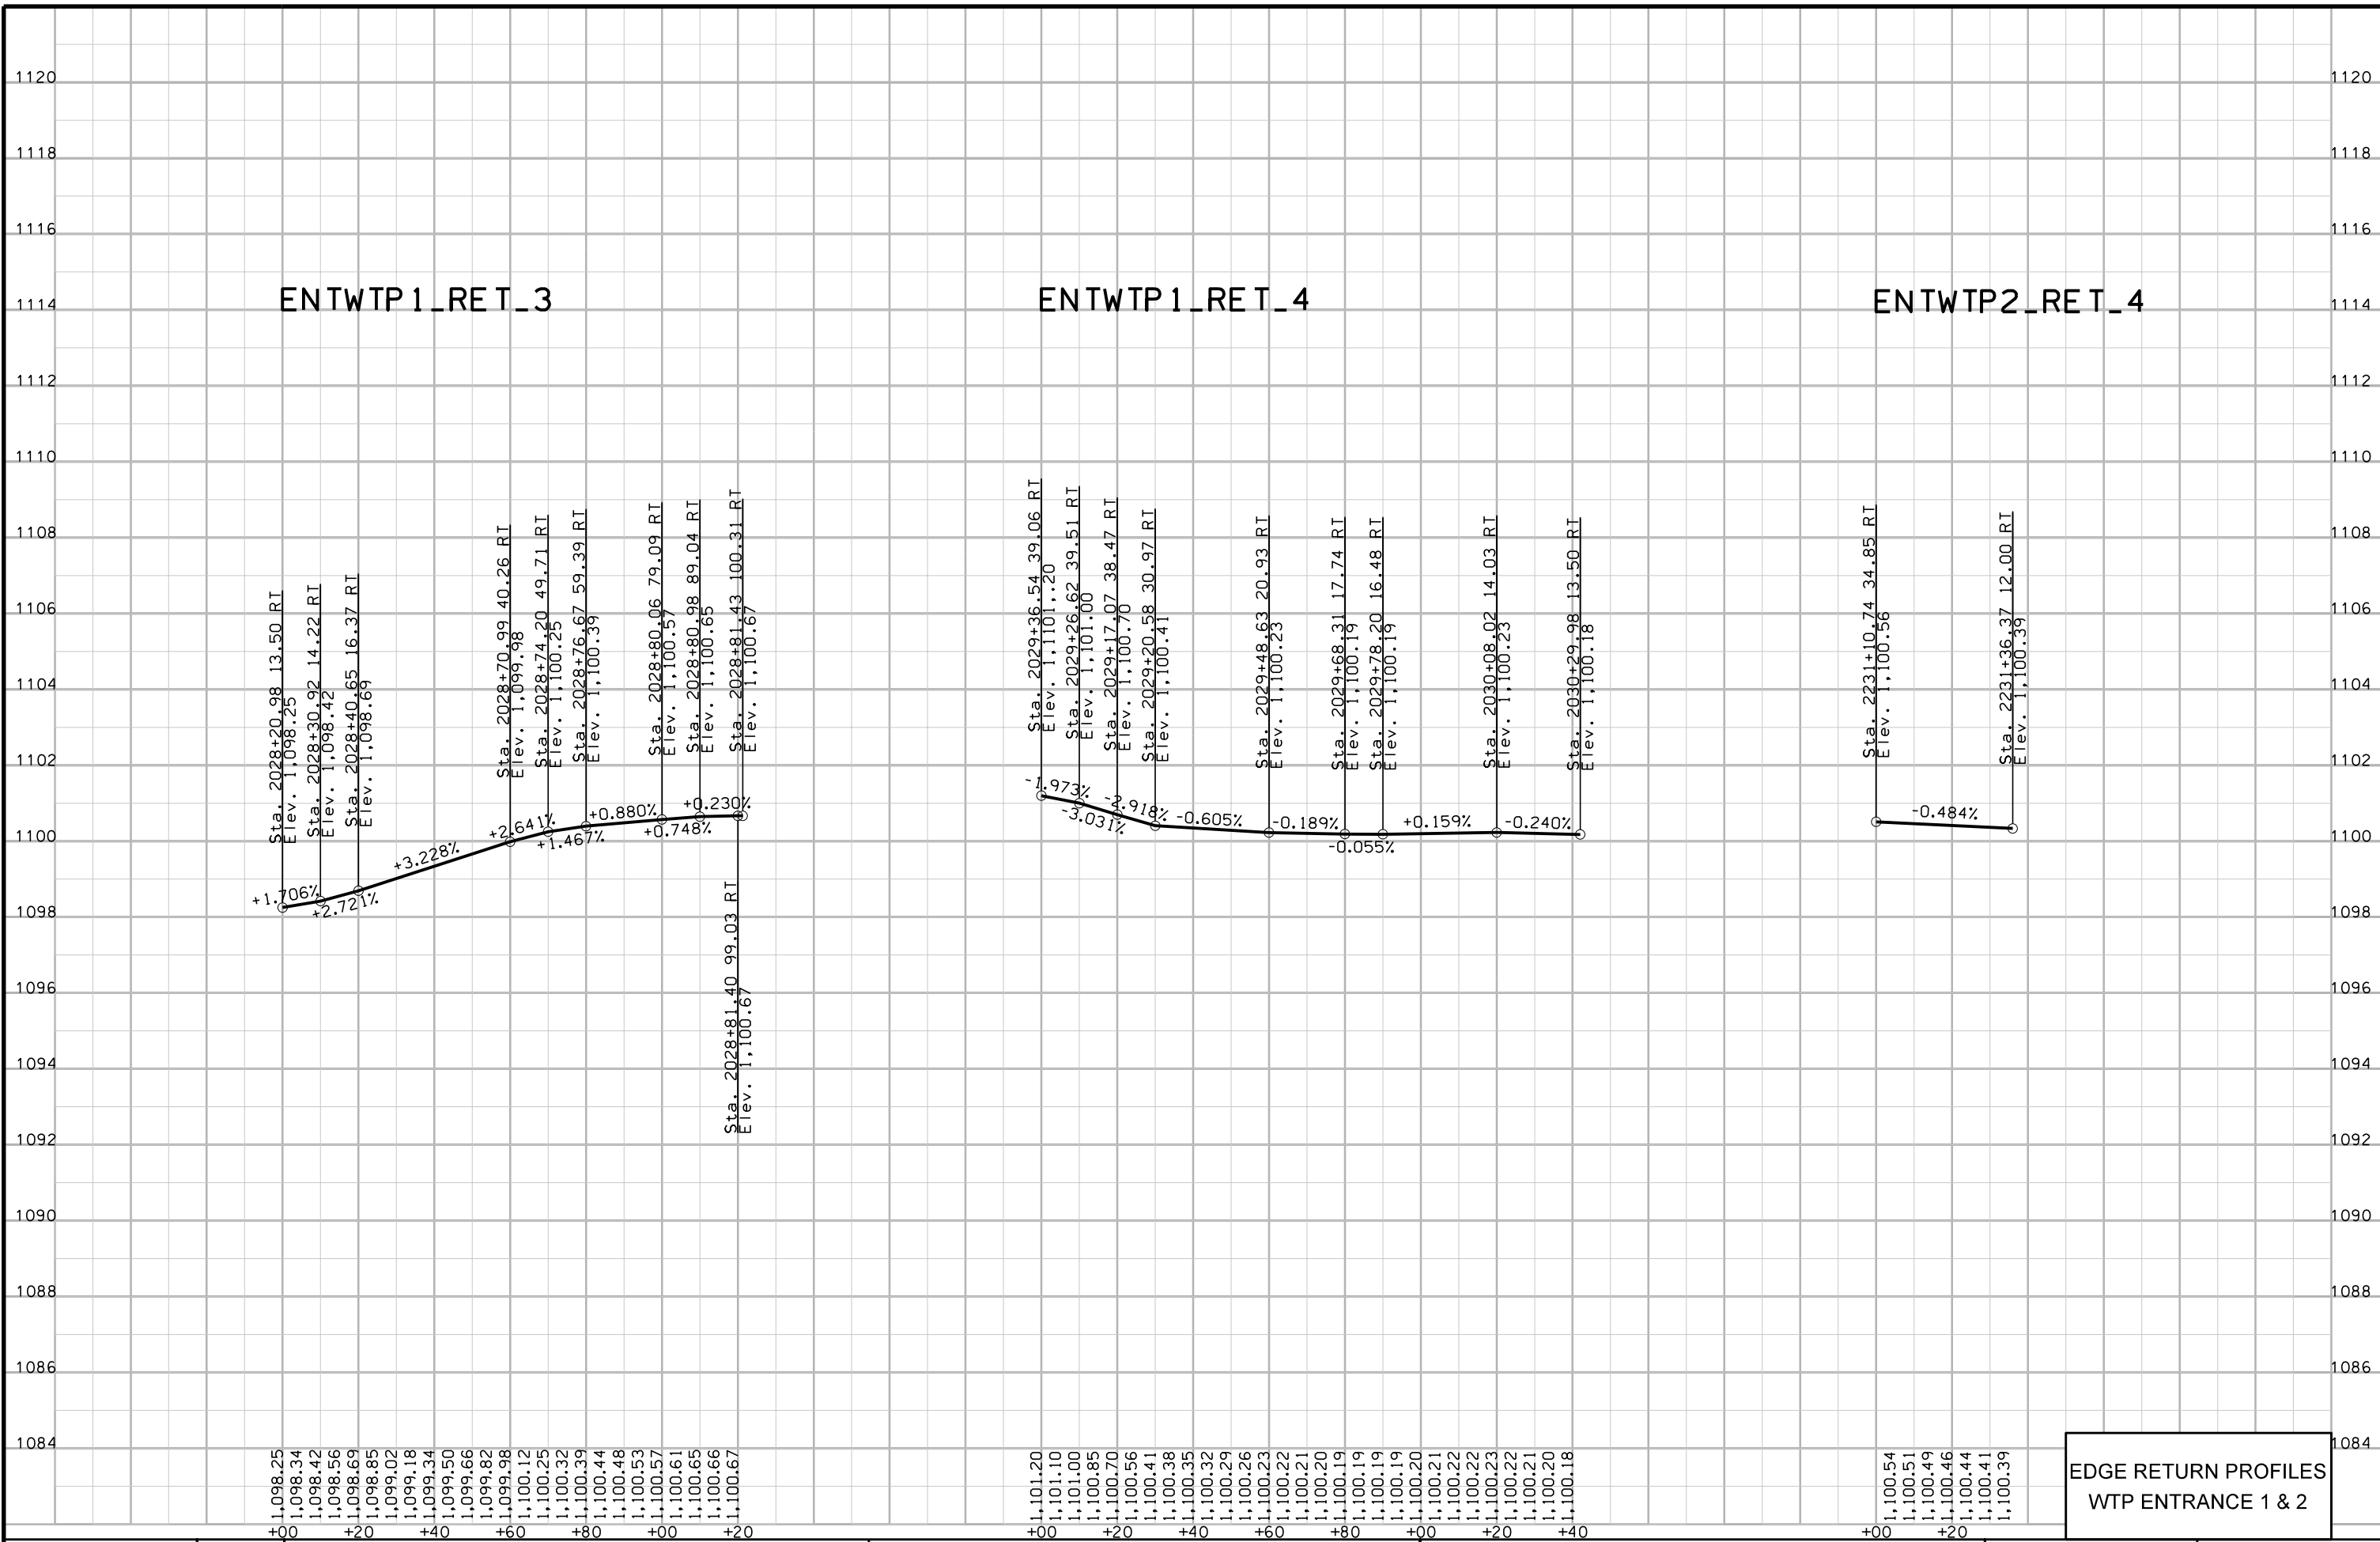 1120
1118
1116
1114
1112
1110
1108
1106
1104
1102
1100
1098
1096
1094
1092
1090
1088
1086
1084
ENTWTP1_RET_3
Sta. 2028+20.98 13.50 RT
Elev. 1,098.25
Sta. 2028+30.92 14.22 RT
Elev. 1,098.42
Sta. 2028+40.65 16.37 RT
Elev. 1,098.69
Sta. 2028+70.99 40.26 RT
Elev. 1,099.98
Sta. 2028+74.20 49.71 RT
Elev. 1,100.25
Sta. 2028+76.67 59.39 RT
Elev. 1,100.39
Sta. 2028+80.06 79.09 RT
Elev. 1,100.57
Sta. 2028+80.98 89.04 RT
Elev. 1,100.65
Sta. 2028+81.43 100.31 RT
Elev. 1,100.67
Sta. 2028+81.40 99.03 RT
Elev. 1,100.67
+1.706%
+2.721%
+3.228%
+2.641%
+1.467%
+0.880%
+0.748%
+0.230%
1,098.25
1,098.34
1,098.42
1,098.56
1,098.69
1,098.85
1,099.02
1,099.18
1,099.34
1,099.50
1,099.66
1,099.82
1,099.98
1,100.12
1,100.25
1,100.32
1,100.39
1,100.44
1,100.48
1,100.53
1,100.57
1,100.61
1,100.65
1,100.66
1,100.67
+00
+20
+40
+60
+80
+00
+20
ENTWTP1_RET_4
Sta. 2029+36.54 39.06 RT
Elev. 1,1101,.20
Sta. 2029+26.62 39.51 RT
Elev. 1,101.00
Sta. 2029+17.07 38.47 RT
Elev. 1,100.70
Sta. 2029+20.58 30.97 RT
Elev. 1,100.41
Sta. 2029+48.63 20.93 RT
Elev. 1,100.23
Sta. 2029+68.31 17.74 RT
Elev. 1,100.19
Sta. 2029+78.20 16.48 RT
Elev. 1,100.19
Sta. 2030+08.02 14.03 RT
Elev. 1,100.23
Sta. 2030+29.98 13.50 RT
Elev. 1,100.18
-1.973%
-3.031%
-2.918%
-0.605%
-0.189%
-0.055%
+0.159%
-0.240%
1,101.20
1,101.10
1,101.00
1,100.85
1,100.70
1,100.56
1,100.41
1,100.38
1,100.35
1,100.32
1,100.29
1,100.26
1,100.23
1,100.22
1,100.21
1,100.20
1,100.19
1,100.19
1,100.19
1,100.19
1,100.20
1,100.21
1,100.22
1,100.22
1,100.23
1,100.22
1,100.21
1,100.20
1,100.18
+00
+20
+40
+60
+80
+00
+20
+40
ENTWTP2_RET_4
Sta. 2231+10.74 34.85 RT
Elev. 1,100.56
Sta. 2231+36.37 12.00 RT
Elev. 1,100.39
-0.484%
1,100.54
1,100.51
1,100.49
1,100.46
1,100.44
1,100.41
1,100.39
+00
+20
1120
1118
1116
1114
1112
1110
1108
1106
1104
1102
1100
1098
1096
1094
1092
1090
1088
1086
1084
EDGE RETURN PROFILES
WTP ENTRANCE 1 & 2